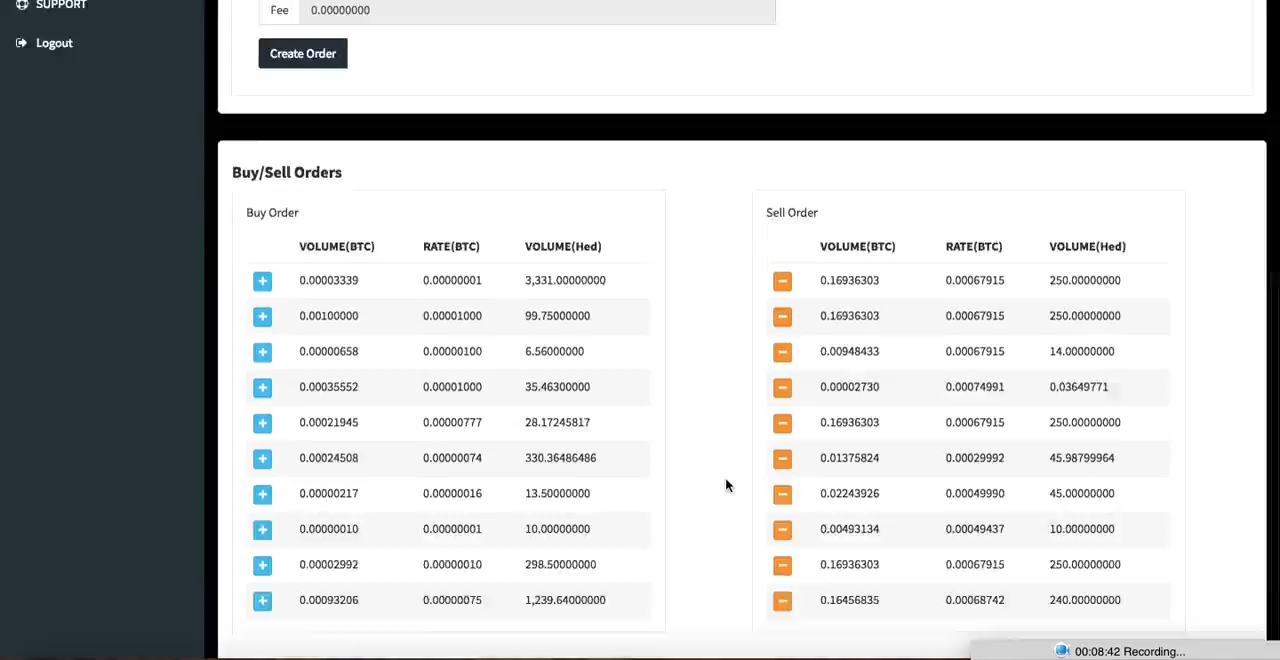 SUPPORT
Logout
Fee 0.00000000
Create Order
Buy/Sell Orders
Buy Order
VOLUME(BTC) RATE(BTC) VOLUME(Hed)
0.00003339 0.00000001 3,331.00000000
0.00100000 0.00001000 99.75000000
0.00000658 0.00000100 6.56000000
0.00035552 0.00001000 35.46300000
0.00021945 0.00000777 28.17245817
0.00024508 0.00000074 330.36486486
0.00000217 0.00000016 13.50000000
0.00000010 0.00000001 10.00000000
0.00002992 0.00000010 298.50000000
0.00093206 0.00000075 1,239.64000000
Sell Order
VOLUME(BTC) RATE(BTC) VOLUME(Hed)
0.16936303 0.00067915 250.00000000
0.16936303 0.00067915 250.00000000
0.00948433 0.00067915 14.00000000
0.00002730 0.00074991 0.03649771
0.16936303 0.00067915 250.00000000
0.01375824 0.00029992 45.98799964
0.02243926 0.00049990 45.00000000
0.00493134 0.00049437 10.00000000
0.16936303 0.00067915 250.00000000
0.16456835 0.00068742 240.00000000
00:08:42 Recording...